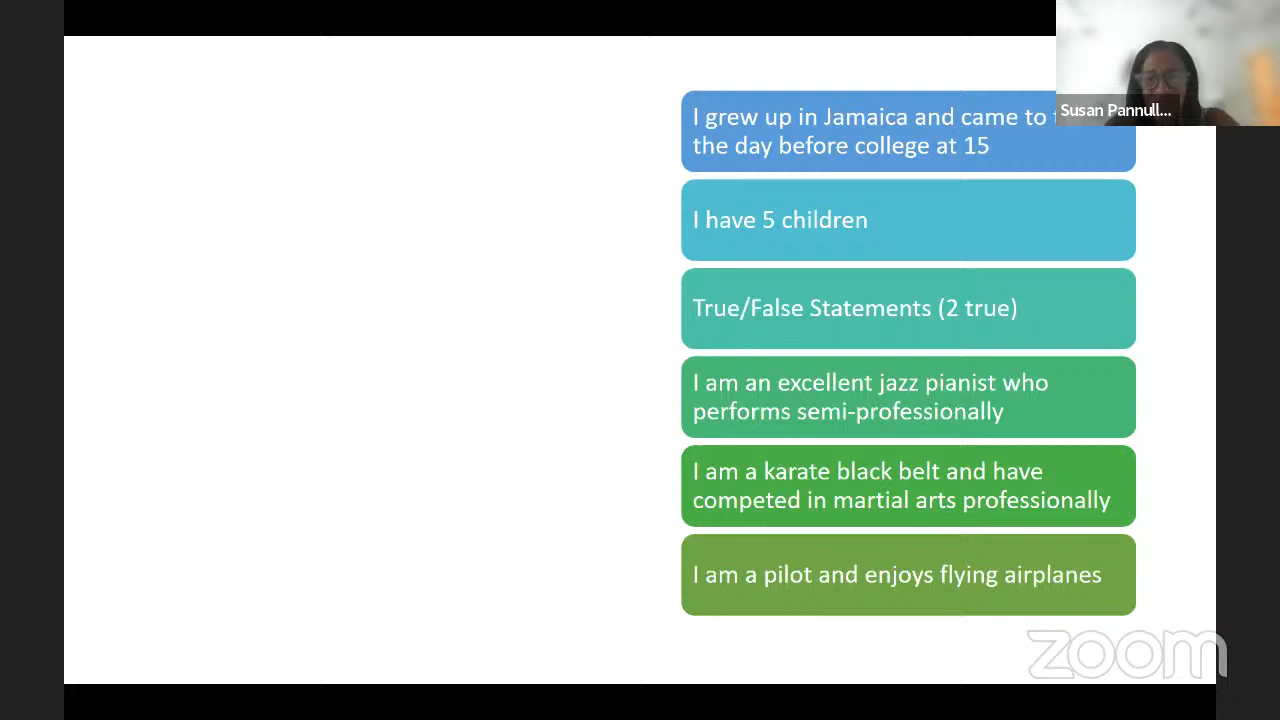 I grew up in Jamaica and came to
the day before college at 15
Susan Pannull...
I have 5 children
True/False Statements (2 true)
I am an excellent jazz pianist who
performs semi-professionally
I am a karate black belt and have
competed in martial arts professionally
I am a pilot and enjoys flying airplanes
zoom